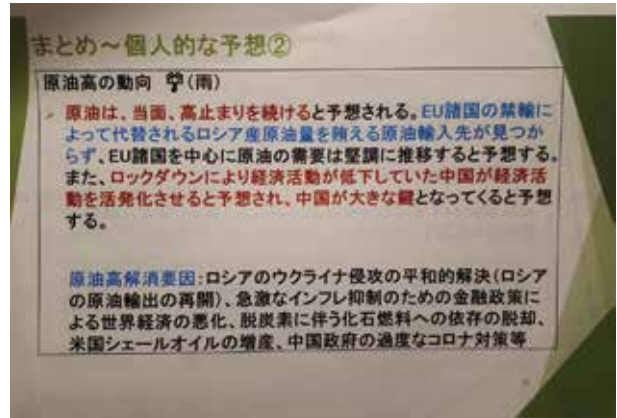 まとめ~個人的な予想②
原油高の動向 ☔(雨)
原油は、当面、高止まりを続けると予想される。EU諸国の禁輸に
よって代替されるロシア産原油量を賄える原油輸入先が見つか
らず、EU諸国を中心に原油の需要は堅調に推移すると予想する。
また、ロックダウンにより経済活動が低下していた中国が経済活
動を活発化させると予想され、中国が大きな鍵となってくると予想
する。
原油高解消要因:ロシアのウクライナ侵攻の平和的解決(ロシア
の原油輸出の再開)、急激なインフレ抑制のための金融政策に
よる世界経済の悪化、脱炭素に伴う化石燃料への依存の脱却、
米国シェールオイルの増産、中国政府の過度なコロナ対策等